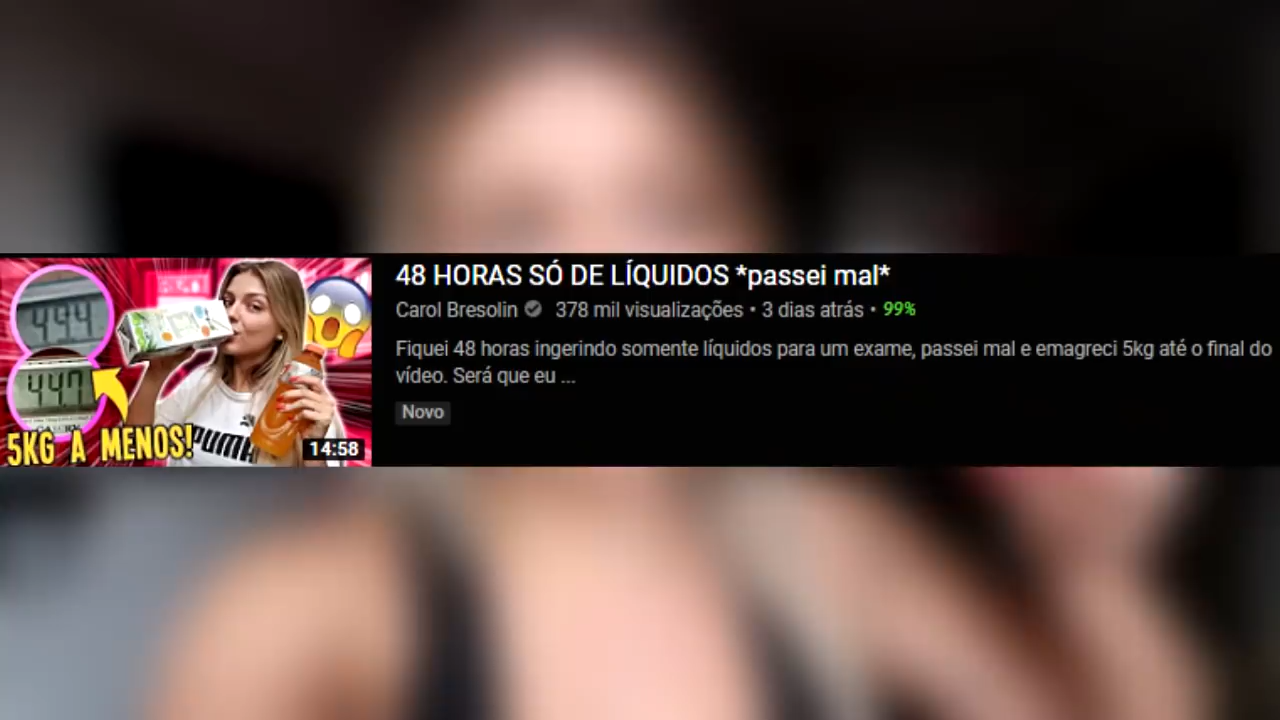 48 HORAS SÓ DE LÍQUIDOS *passei mal*
Carol Bresolin 378 mil visualizações • 3 dias atrás • 99%
Fiquei 48 horas ingerindo somente líquidos para um exame, passei mal e emagreci 5kg até o final do
vídeo. Será que eu ...
Novo
5KG A MENOS!
PUMA
14:58